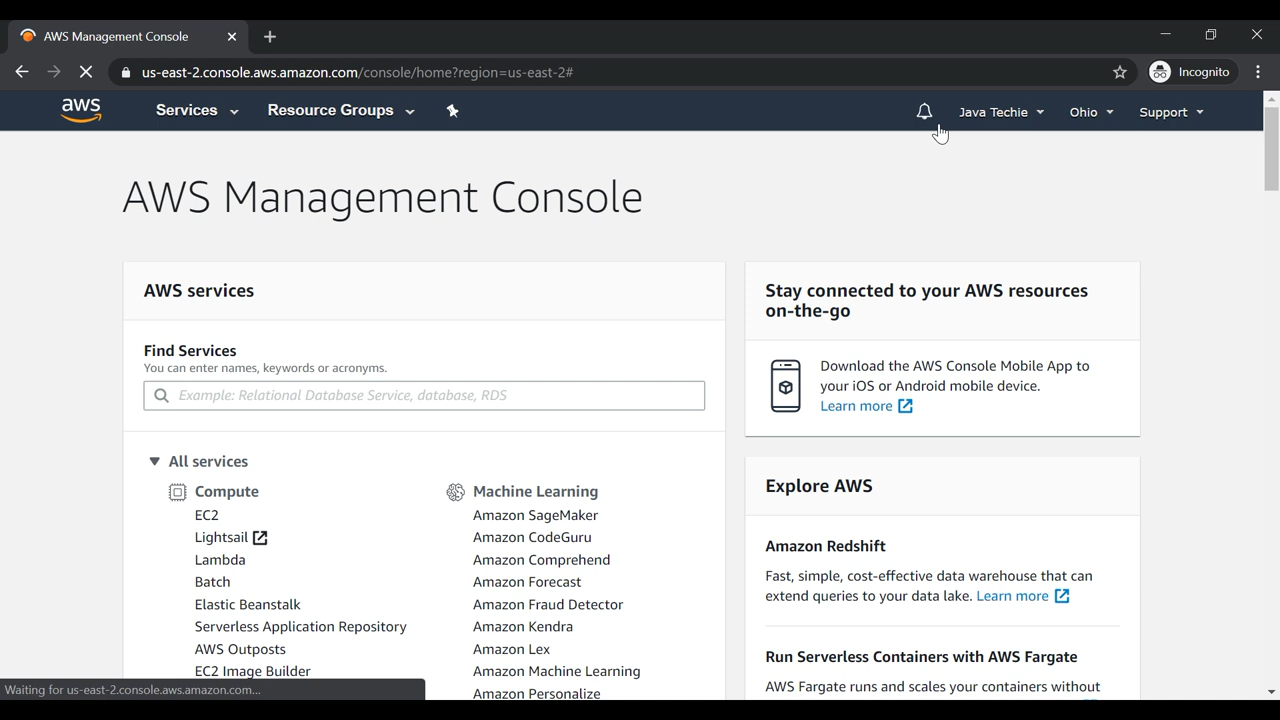 AWS Management Console
us-east-2.console.aws.amazon.com/console/home?region=us-east-2#
Incognito
aws
Services
Resource Groups
Java Techie
Ohio
Support
AWS Management Console
AWS services
Find Services
You can enter names, keywords or acronyms.
Example: Relational Database Service, database, RDS
All services
Compute
EC2
Lightsail
Lambda
Batch
Elastic Beanstalk
Serverless Application Repository
AWS Outposts
EC2 Image Builder
Machine Learning
Amazon SageMaker
Amazon CodeGuru
Amazon Comprehend
Amazon Forecast
Amazon Fraud Detector
Amazon Kendra
Amazon Lex
Amazon Machine Learning
Amazon Personalize
Stay connected to your AWS resources
on-the-go
Download the AWS Console Mobile App to
your iOS or Android mobile device.
Learn more
Explore AWS
Amazon Redshift
Fast, simple, cost-effective data warehouse that can
extend queries to your data lake. Learn more
Run Serverless Containers with AWS Fargate
AWS Fargate runs and scales your containers without
Waiting for us-east-2.console.aws.amazon.com...